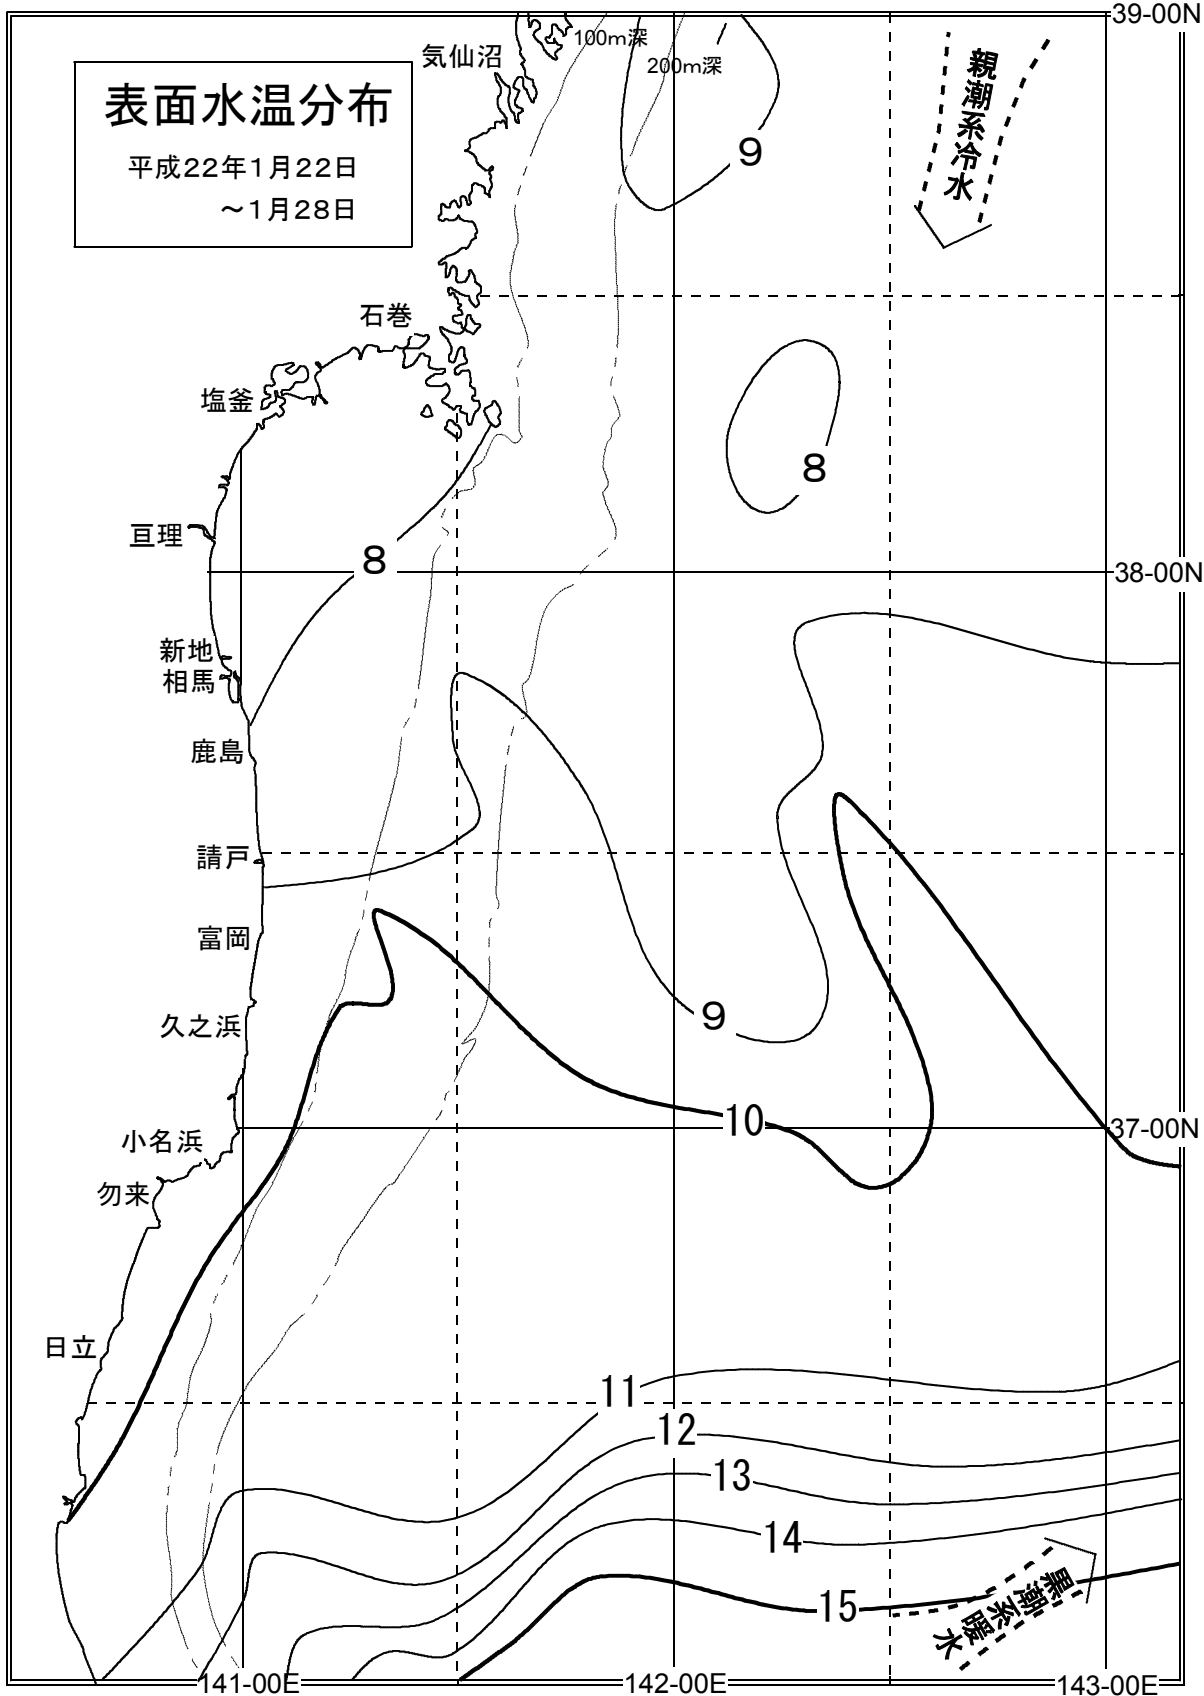 39-00N
100m深
気仙沼
200m深
表面水温分布
平成22年1月22日
～1月28日
親潮系冷水
9
石巻
塩釜
8
亘理
8
38-00N
新地
相馬
鹿島
請戸
富岡
久之浜
9
10
37-00N
小名浜
勿来
日立
11
12
13
14
15
黒潮系暖水
141-00E
142-00E
143-00E